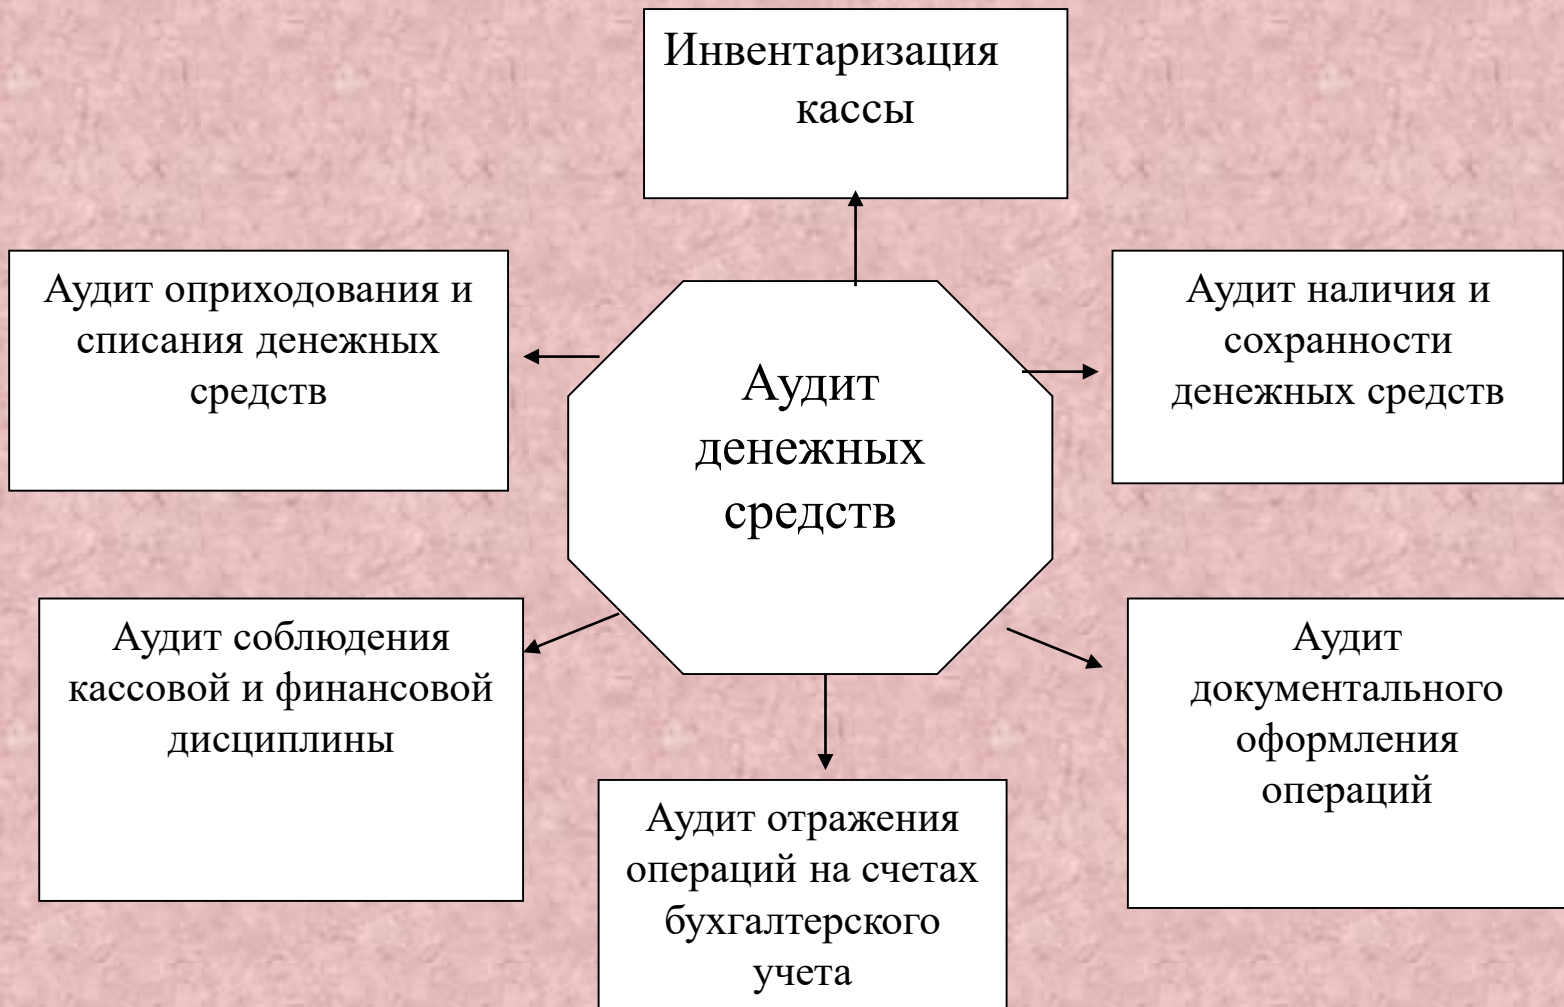 Инвентаризация
кассы
Аудит оприходования и
списания денежных
средств
Аудит
денежных
средств
Аудит наличия и
сохранности
денежных средств
Аудит соблюдения
кассовой и финансовой
дисциплины
Аудит
документального
оформления
операций
Аудит отражения
операций на счетах
бухгалтерского
учета